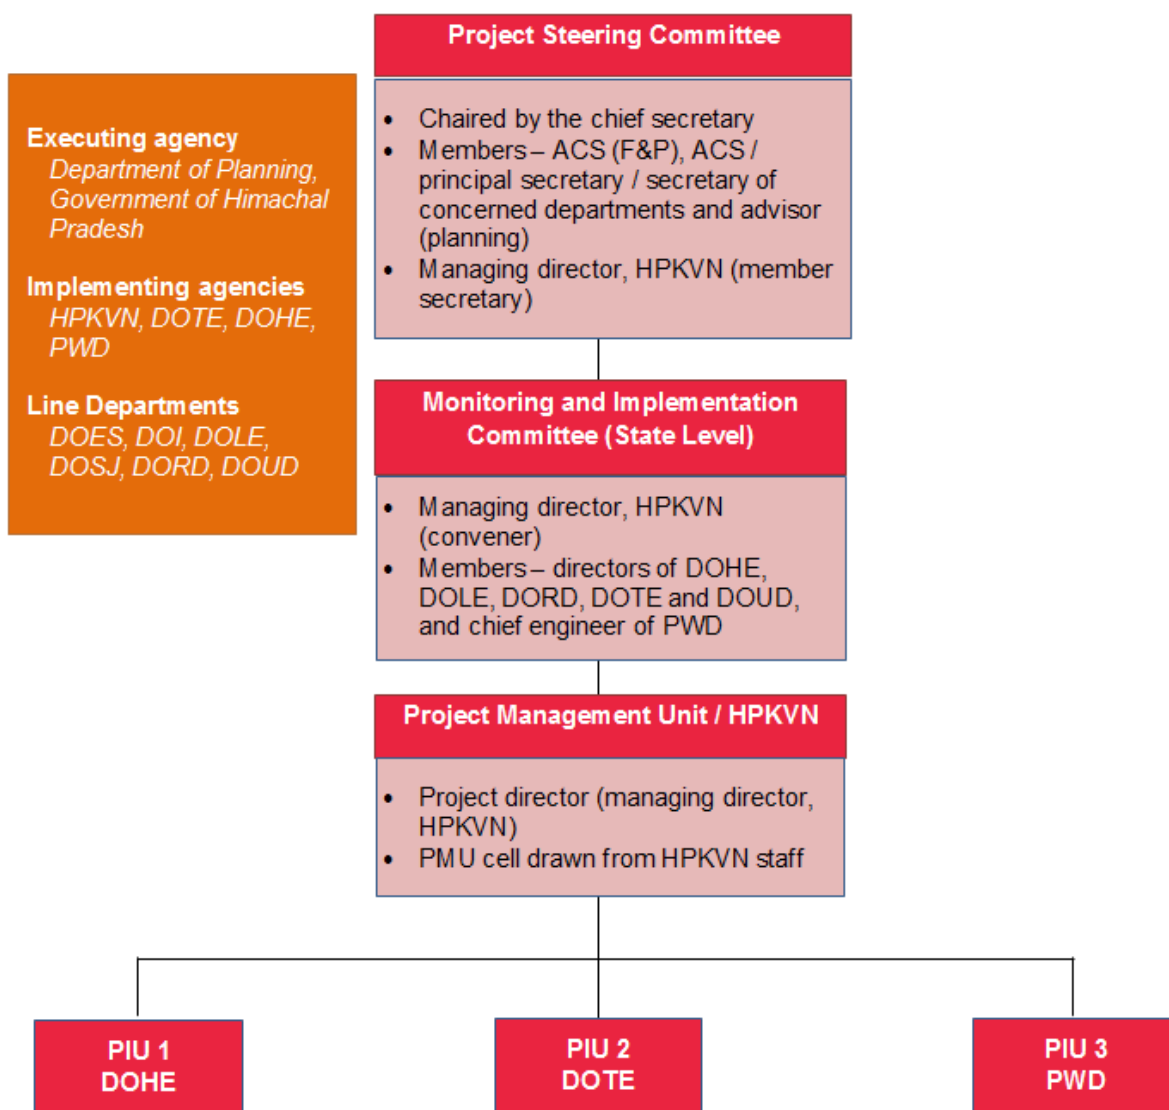 Project Steering Committee
• Chaired by the chief secretary
• Members – ACS (F&P), ACS /
principal secretary / secretary of
concerned departments and advisor
(planning)
• Managing director, HPKVN (member
secretary)
Executing agency
Department of Planning,
Government of Himachal
Pradesh
Implementing agencies
HPKVN, DOTE, DOHE,
PWD
Line Departments
DOES, DOI, DOLE,
DOSJ, DORD, DOUD
Monitoring and Implementation
Committee (State Level)
• Managing director, HPKVN
(convener)
• Members – directors of DOHE,
DOLE, DORD, DOTE and DOUD,
and chief engineer of PWD
Project Management Unit / HPKVN
• Project director (managing director,
HPKVN)
• PMU cell drawn from HPKVN staff
PIU 1
DOHE
PIU 2
DOTE
PIU 3
PWD